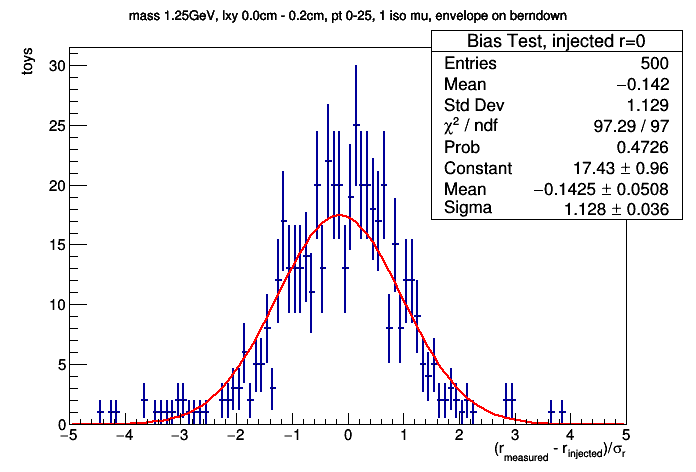 mass 1.25GeV, lxy 0.0cm - 0.2cm, pt 0-25, 1 iso mu, envelope on berndown
Bias Test, injected r=0
Entries 500
Mean −0.142
Std Dev 1.129
χ² / ndf 97.29 / 97
Prob 0.4726
Constant 17.43 ± 0.96
Mean −0.1425 ± 0.0508
Sigma 1.128 ± 0.036
toys
30
25
20
15
10
5
0
−5 −4 −3 −2 −1 0 1 2 3 4 5
(r_measured - r_injected)/σ_r